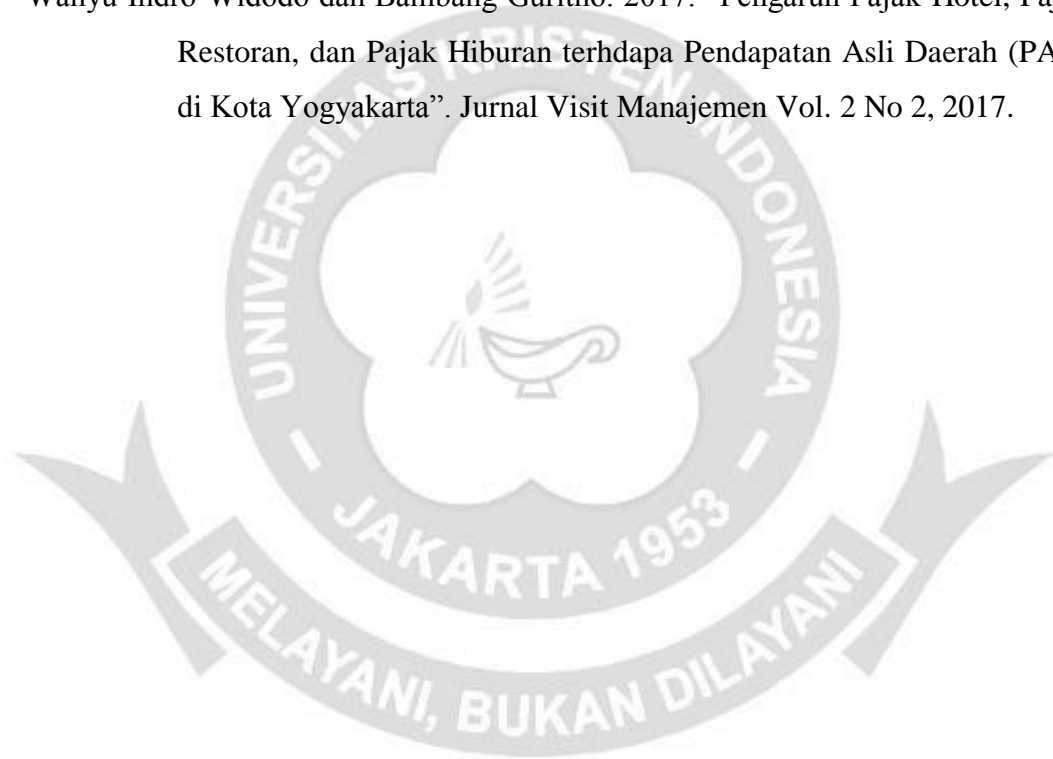 Wahyu Indro Widodo dan Bambang Guritno. 2017. "Pengaruh Pajak Hotel, Paj
Restoran, dan Pajak Hiburan terhdapa Pendapatan Asli Daerah (PA
di Kota Yogyakarta”. Jurnal Visit Manajemen Vol. 2 No 2, 2017.
UNIVERSITAS KRISTEN INDONESIA
- JAKARTA 1953 -
MELAYANI, BUKAN DILAYANI